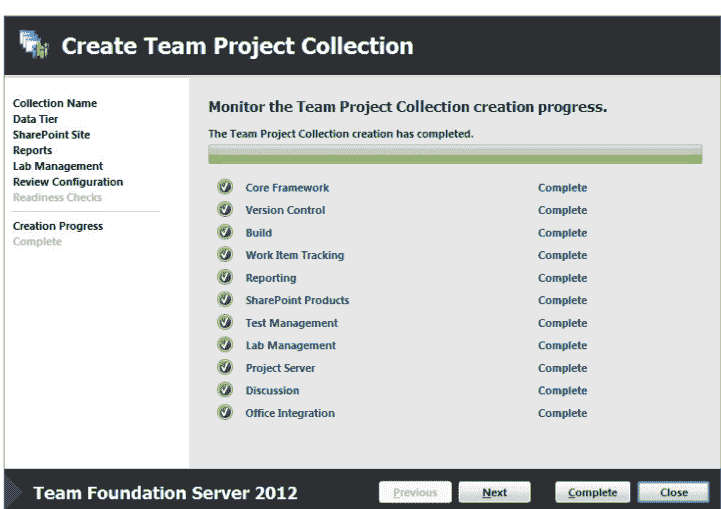 Create Team Project Collection
Collection Name
Data Tier
SharePoint Site
Reports
Lab Management
Review Configuration
Readiness Checks
Creation Progress
Complete
Monitor the Team Project Collection creation progress.
The Team Project Collection creation has completed.
Core Framework Complete
Version Control Complete
Build Complete
Work Item Tracking Complete
Reporting Complete
SharePoint Products Complete
Test Management Complete
Lab Management Complete
Project Server Complete
Discussion Complete
Office Integration Complete
Team Foundation Server 2012
Previous Next Complete Close